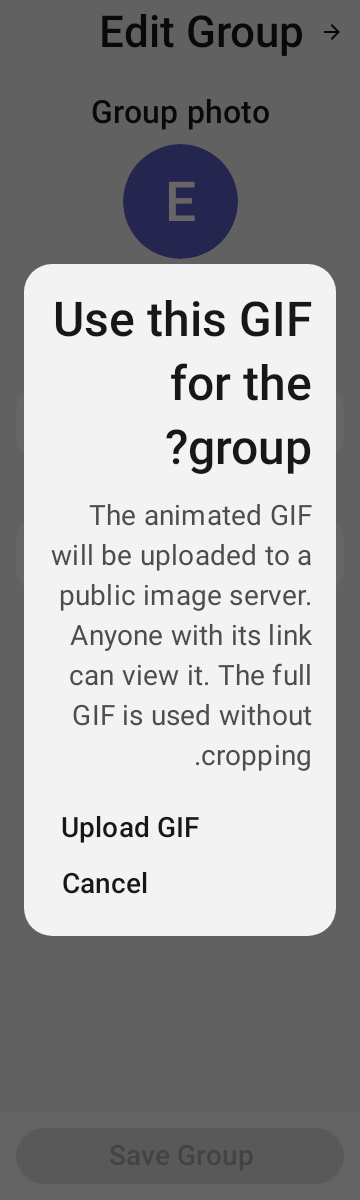 Edit Group
Group photo
E
Use this GIF
for the
?group
The animated GIF
will be uploaded to a
public image server.
Anyone with its link
can view it. The full
GIF is used without
.cropping
Upload GIF
Cancel
Save Group